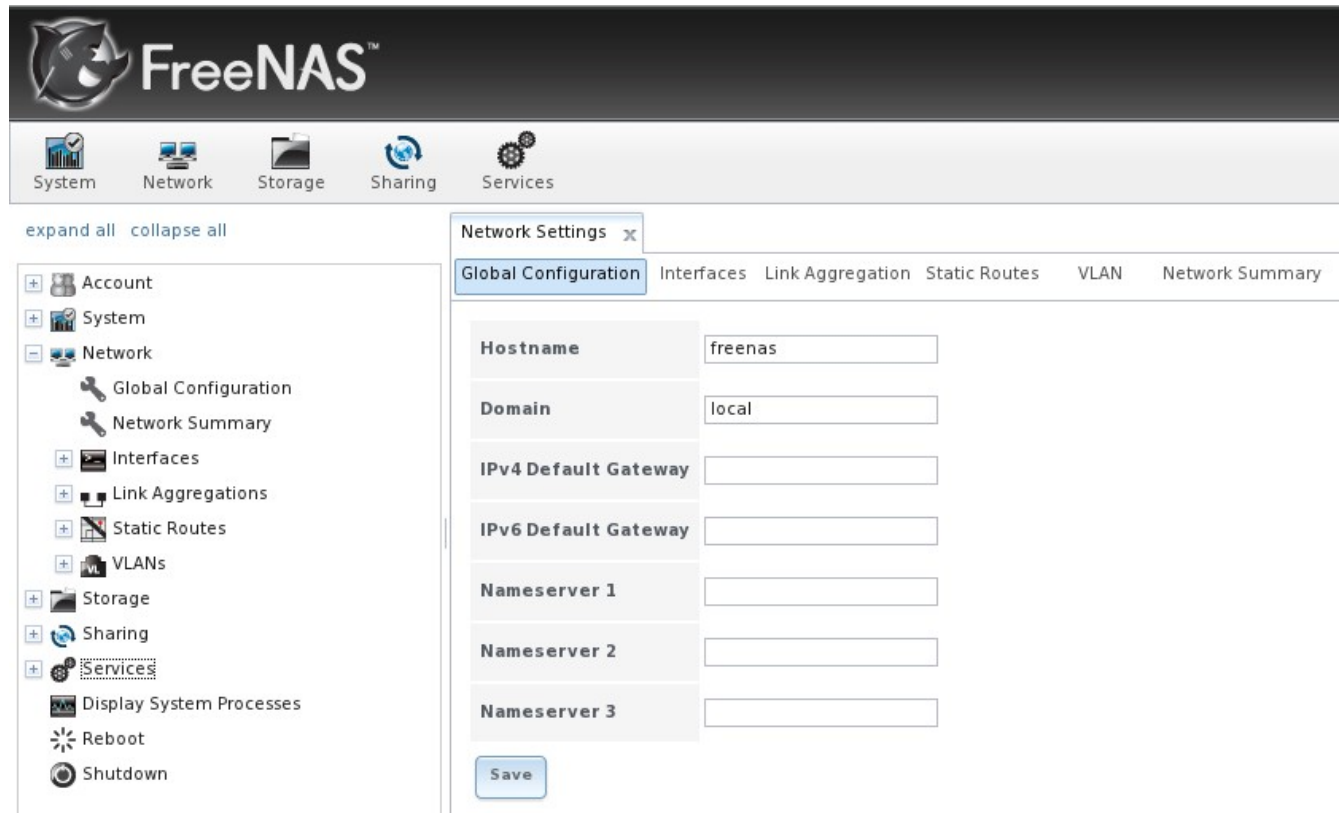 FreeNAS™
System Network Storage Sharing Services
expand all collapse all
Account
System
Network
Global Configuration
Network Summary
Interfaces
Link Aggregations
Static Routes
VLANs
Storage
Sharing
Services
Display System Processes
Reboot
Shutdown
Network Settings x
Global Configuration Interfaces Link Aggregation Static Routes VLAN Network Summary
Hostname freenas
Domain local
IPv4 Default Gateway
IPv6 Default Gateway
Nameserver 1
Nameserver 2
Nameserver 3
Save